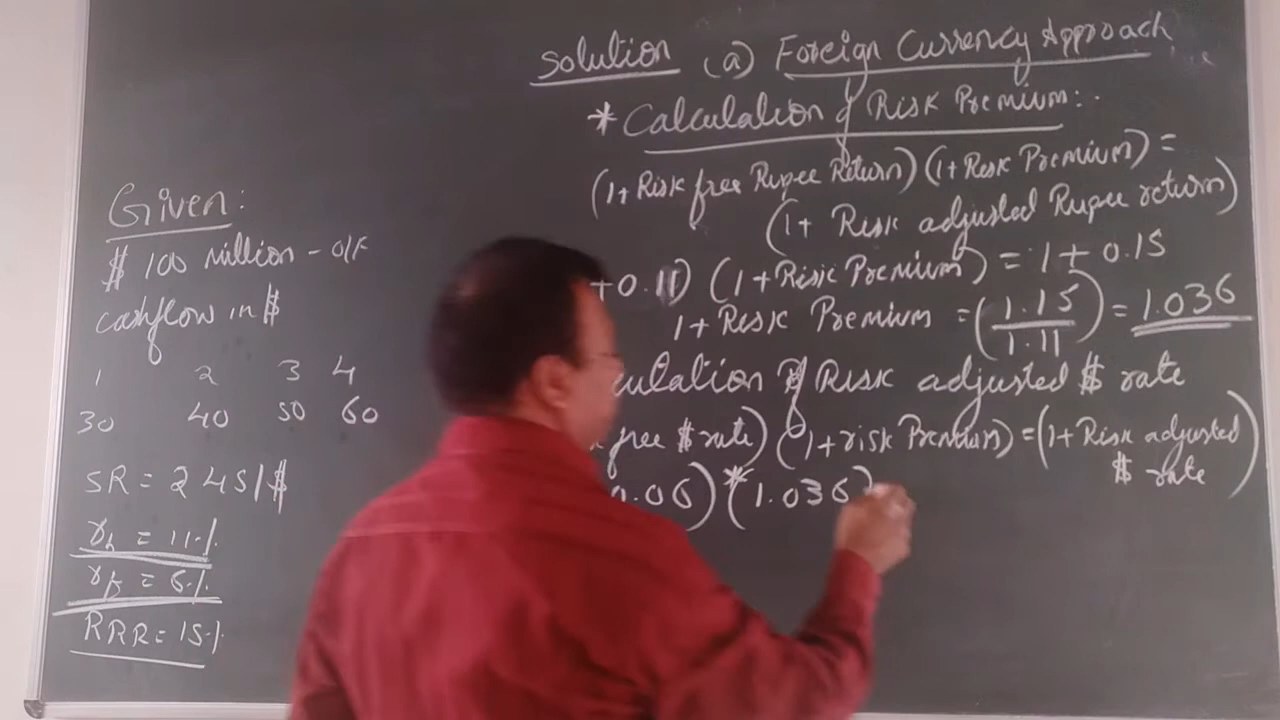 Solution (a) Foreign Currency Approach
* Calculation of Risk Premium:.
(1+Risk free Rupee Return)(1+Risk Premium) =
(1+ Risk adjusted Rupee return)
+0.11) (1+Risk Premium) = 1 + 0.15
1+Risk Premium = (1.15/1.11) = 1.036
culation of Risk adjusted $ rate
free $ rate) (1+risk Premium) = (1+Risk adjusted
$ rate)
0.06) * (1.036)
Given:
$ 100 million - O/F
cashflow in $
1 2 3 4
30 40 50 60
SR = ₹ 45/$
rh = 11%
rf = 6%
RRR = 15%